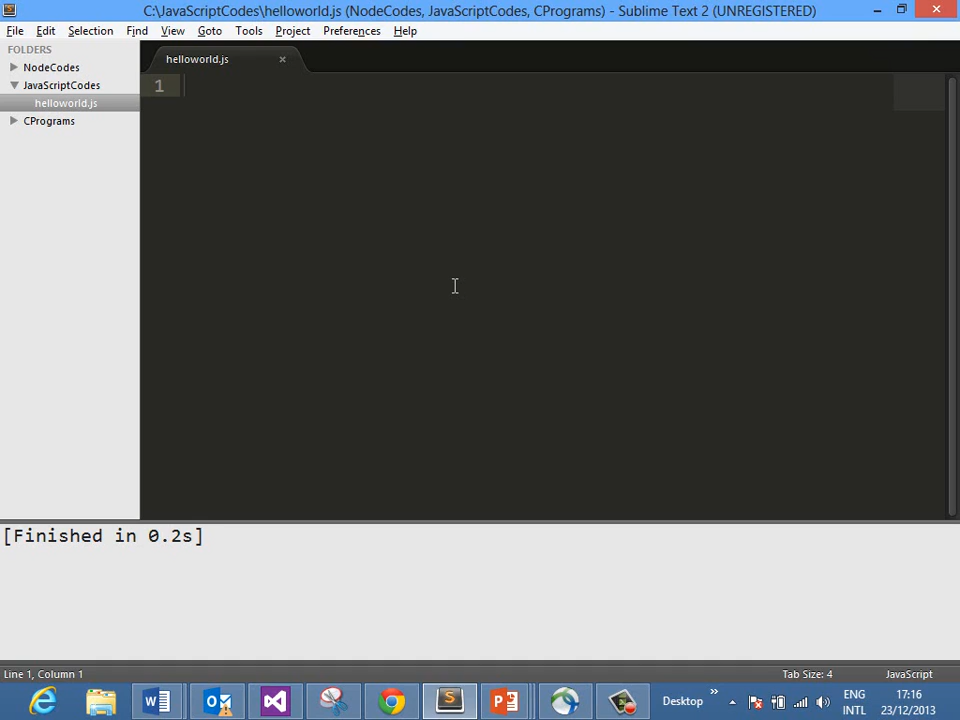 C:\JavaScriptCodes\helloworld.js (NodeCodes, JavaScriptCodes, CPrograms) - Sublime Text 2 (UNREGISTERED)
File Edit Selection Find View Goto Tools Project Preferences Help
FOLDERS
NodeCodes
JavaScriptCodes
helloworld.js
CPrograms
helloworld.js
1
[Finished in 0.2s]
Line 1, Column 1
Tab Size: 4
JavaScript
Desktop
ENG
INTL
17:16
23/12/2013